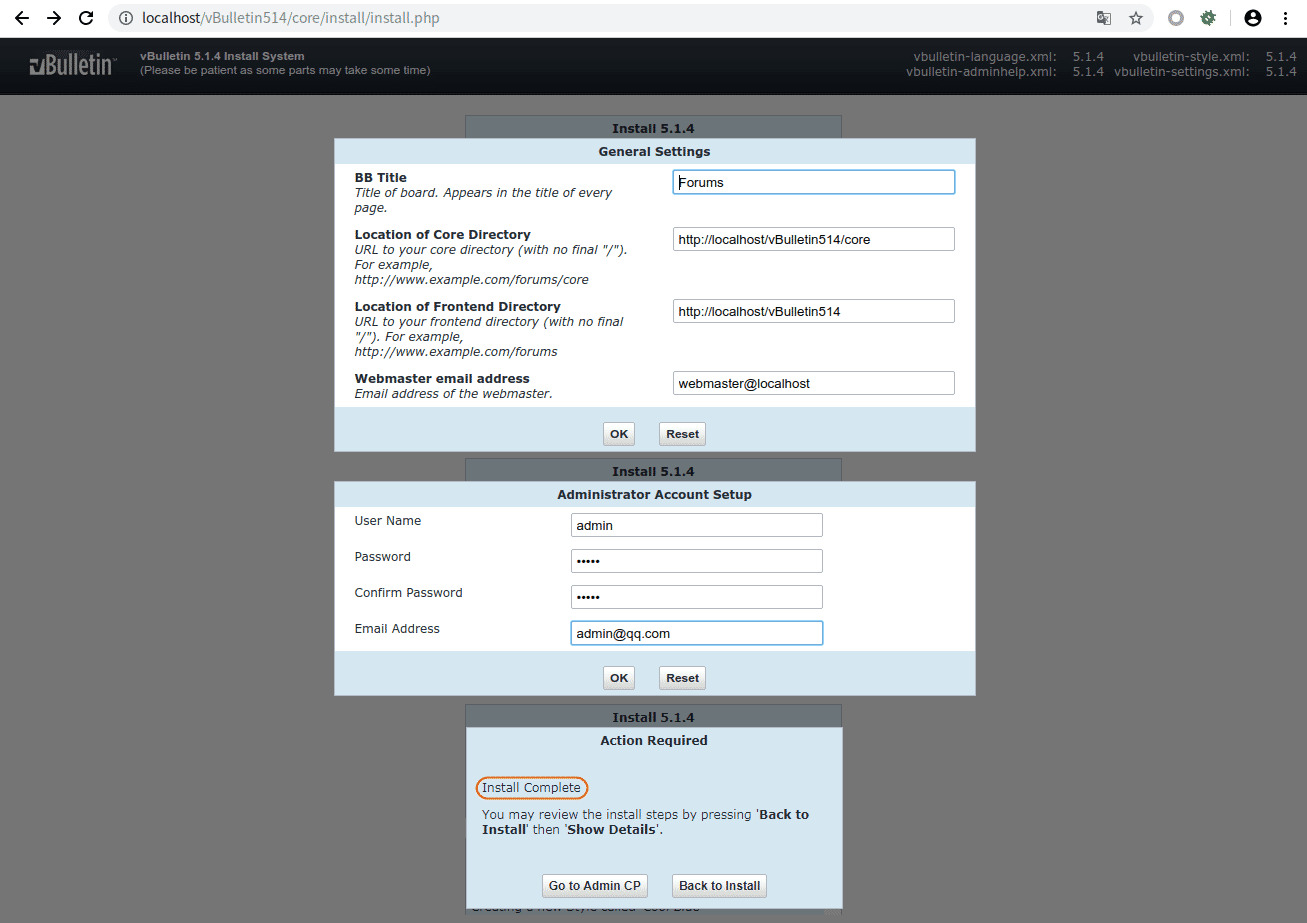 localhost/vBulletin514/core/install/install.php
vBulletin™
vBulletin 5.1.4 Install System
(Please be patient as some parts may take some time)
vbulletin-language.xml: 5.1.4 vbulletin-style.xml: 5.1.4
vbulletin-adminhelp.xml: 5.1.4 vbulletin-settings.xml: 5.1.4
Install 5.1.4
General Settings
BB Title
Title of board. Appears in the title of every
page.
Forums
Location of Core Directory
URL to your core directory (with no final "/").
For example,
http://www.example.com/forums/core
http://localhost/vBulletin514/core
Location of Frontend Directory
URL to your frontend directory (with no final
"/"). For example,
http://www.example.com/forums
http://localhost/vBulletin514
Webmaster email address
Email address of the webmaster.
webmaster@localhost
OK Reset
Install 5.1.4
Administrator Account Setup
User Name admin
Password •••••
Confirm Password •••••
Email Address admin@qq.com
OK Reset
Install 5.1.4
Action Required
Install Complete
You may review the install steps by pressing 'Back to
Install' then 'Show Details'.
Go to Admin CP Back to Install
Creating a new Style called